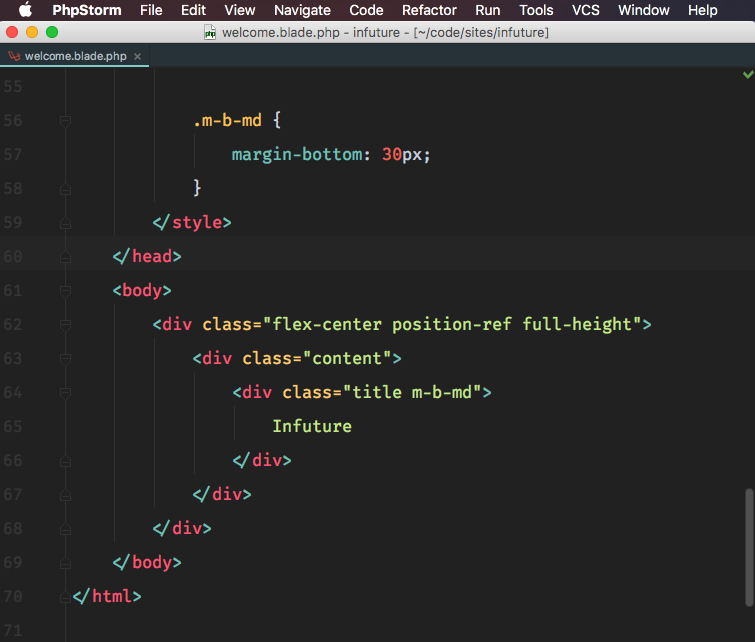 PhpStorm File Edit View Navigate Code Refactor Run Tools VCS Window Help
php welcome.blade.php - infuture - [~/code/sites/infuture]
welcome.blade.php ×
55
56 .m-b-md {
57 margin-bottom: 30px;
58 }
59 </style>
60 </head>
61 <body>
62 <div class="flex-center position-ref full-height">
63 <div class="content">
64 <div class="title m-b-md">
65 Infuture
66 </div>
67 </div>
68 </div>
69 </body>
70 </html>
71